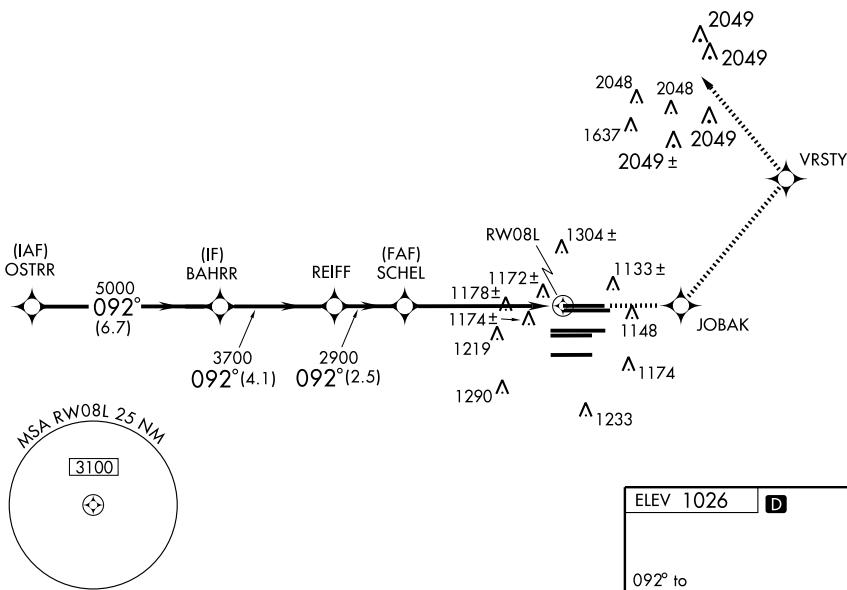 2049
2049
2048
2048
1637
2049
2049 ±
VRSTY
(IAF)
OSTRR
(IF)
BAHRR
REIFF
(FAF)
SCHEL
RW08L
1304 ±
1172 ±
1133 ±
5000
092°
(6.7)
1178 ±
1174 ±
1148
JOBAK
1219
3700
092° (4.1)
2900
092° (2.5)
1174
1290
1233
MSA RW08L 25 NM
3100
ELEV 1026 D
092° to